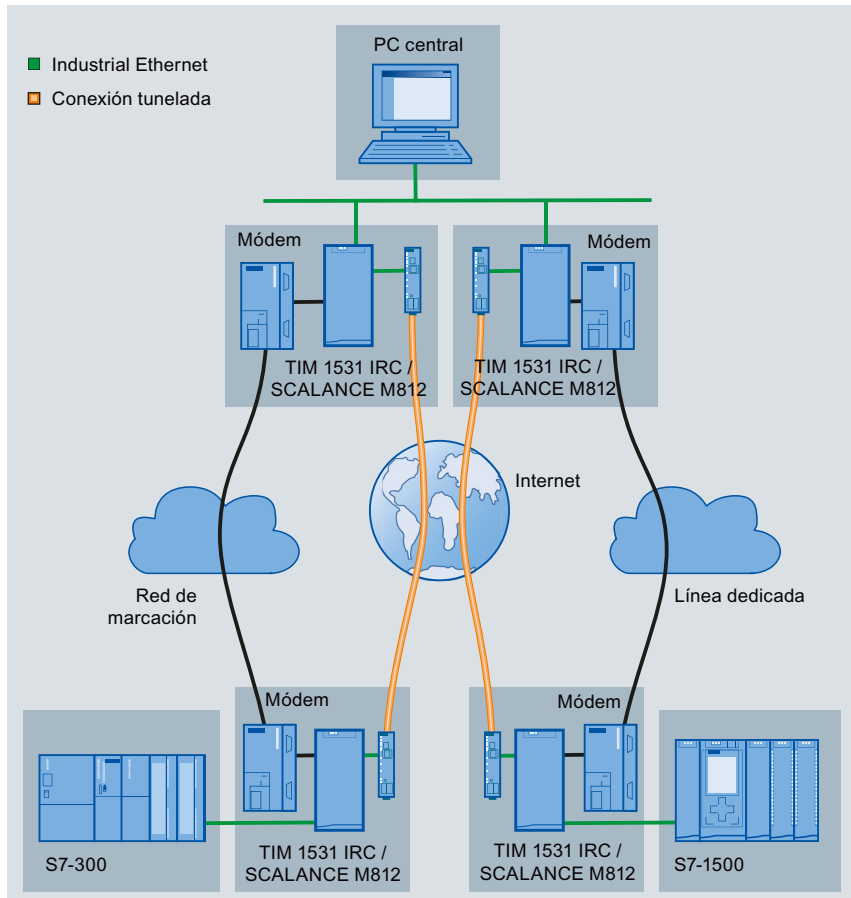 PC central
Industrial Ethernet
Conexión tunelada
Módem
Módem
TIM 1531 IRC /
SCALANCE M812
TIM 1531 IRC /
SCALANCE M812
Internet
Red de
marcación
Línea dedicada
Módem
Módem
S7-300
TIM 1531 IRC /
SCALANCE M812
TIM 1531 IRC /
SCALANCE M812
S7-1500